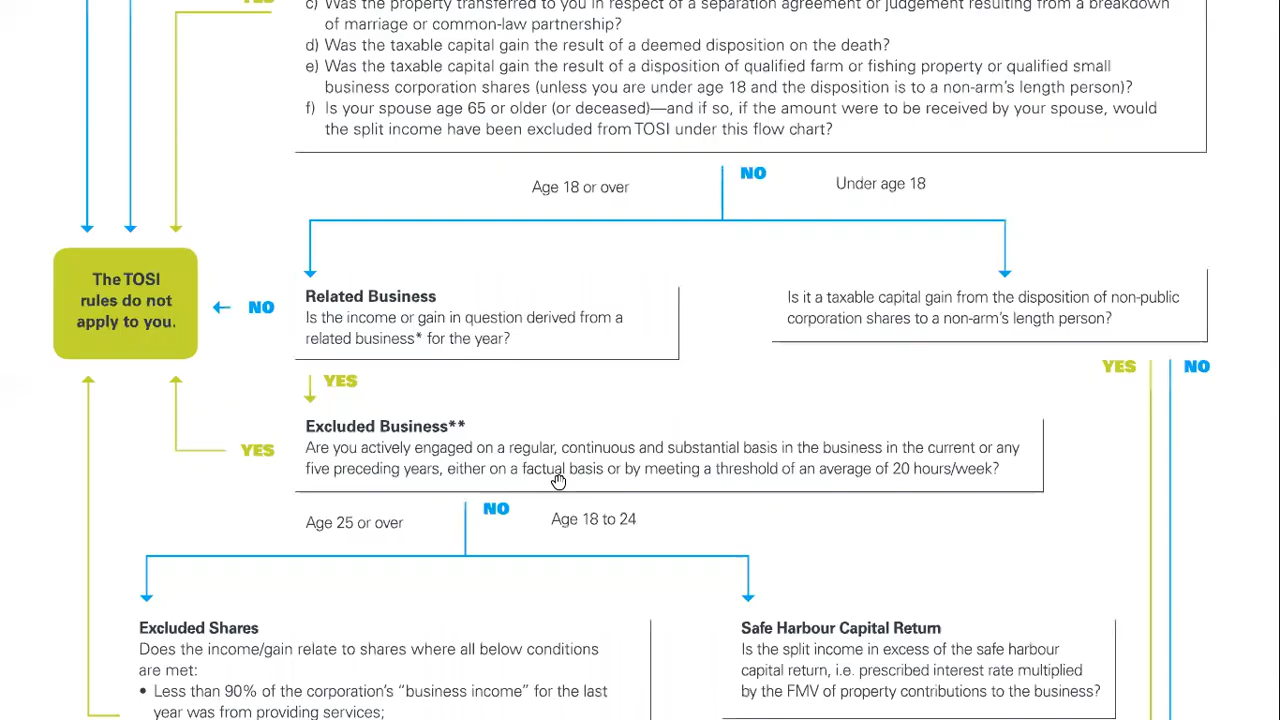 YES
c) Was the property transferred to you in respect of a separation agreement or judgement resulting from a breakdown
of marriage or common-law partnership?
d) Was the taxable capital gain the result of a deemed disposition on the death?
e) Was the taxable capital gain the result of a disposition of qualified farm or fishing property or qualified small
business corporation shares (unless you are under age 18 and the disposition is to a non-arm's length person)?
f) Is your spouse age 65 or older (or deceased)—and if so, if the amount were to be received by your spouse, would
the split income have been excluded from TOSI under this flow chart?
NO
Age 18 or over
Under age 18
The TOSI
rules do not
apply to you.
NO
Related Business
Is the income or gain in question derived from a
related business* for the year?
Is it a taxable capital gain from the disposition of non-public
corporation shares to a non-arm's length person?
YES
YES
NO
Excluded Business**
Are you actively engaged on a regular, continuous and substantial basis in the business in the current or any
five preceding years, either on a factual basis or by meeting a threshold of an average of 20 hours/week?
YES
NO
Age 25 or over
Age 18 to 24
Excluded Shares
Does the income/gain relate to shares where all below conditions
are met:
• Less than 90% of the corporation's "business income" for the last
year was from providing services;
Safe Harbour Capital Return
Is the split income in excess of the safe harbour
capital return, i.e. prescribed interest rate multiplied
by the FMV of property contributions to the business?